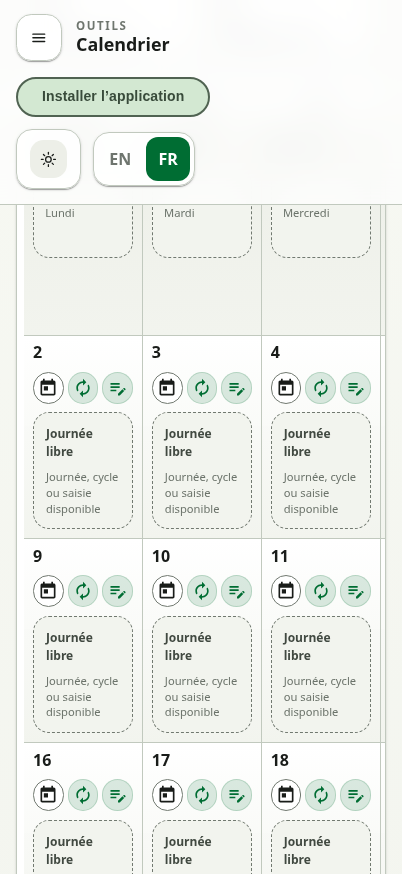 OUTILS
Calendrier
Installer l’application
EN FR
Lundi Mardi Mercredi
2 3 4
Journée Journée Journée
libre libre libre
Journée, cycle Journée, cycle Journée, cycle
ou saisie ou saisie ou saisie
disponible disponible disponible
9 10 11
Journée Journée Journée
libre libre libre
Journée, cycle Journée, cycle Journée, cycle
ou saisie ou saisie ou saisie
disponible disponible disponible
16 17 18
Journée Journée Journée
libre libre libre